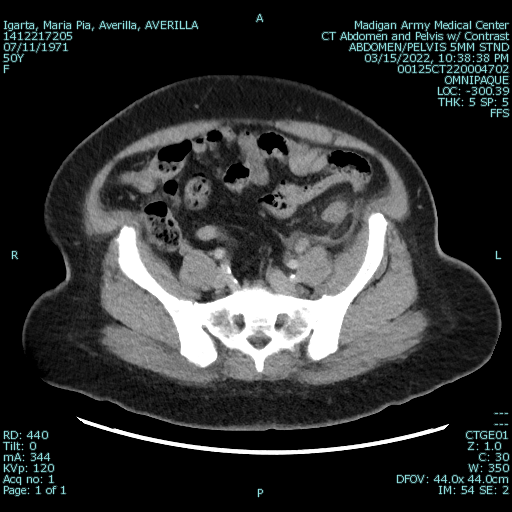 Igarta, Maria Pia, Averilla, AVERILLA
1412217205
07/11/1971
50Y
F
A
Madigan Army Medical Center
CT Abdomen and Pelvis w/ Contrast
ABDOMEN/PELVIS 5MM STND
03/15/2022, 10:38:38 PM
00125CT220004702
OMNIPAQUE
LOC: -300.39
THK: 5 SP: 5
FFS
R
L
RD: 440
Tilt: 0
mA: 344
KVp: 120
Acq no: 1
Page: 1 of 1
P
---
---
CTGE01
Z: 1.0
C: 30
W: 350
DFOV: 44.0x 44.0cm
IM: 54 SE: 2